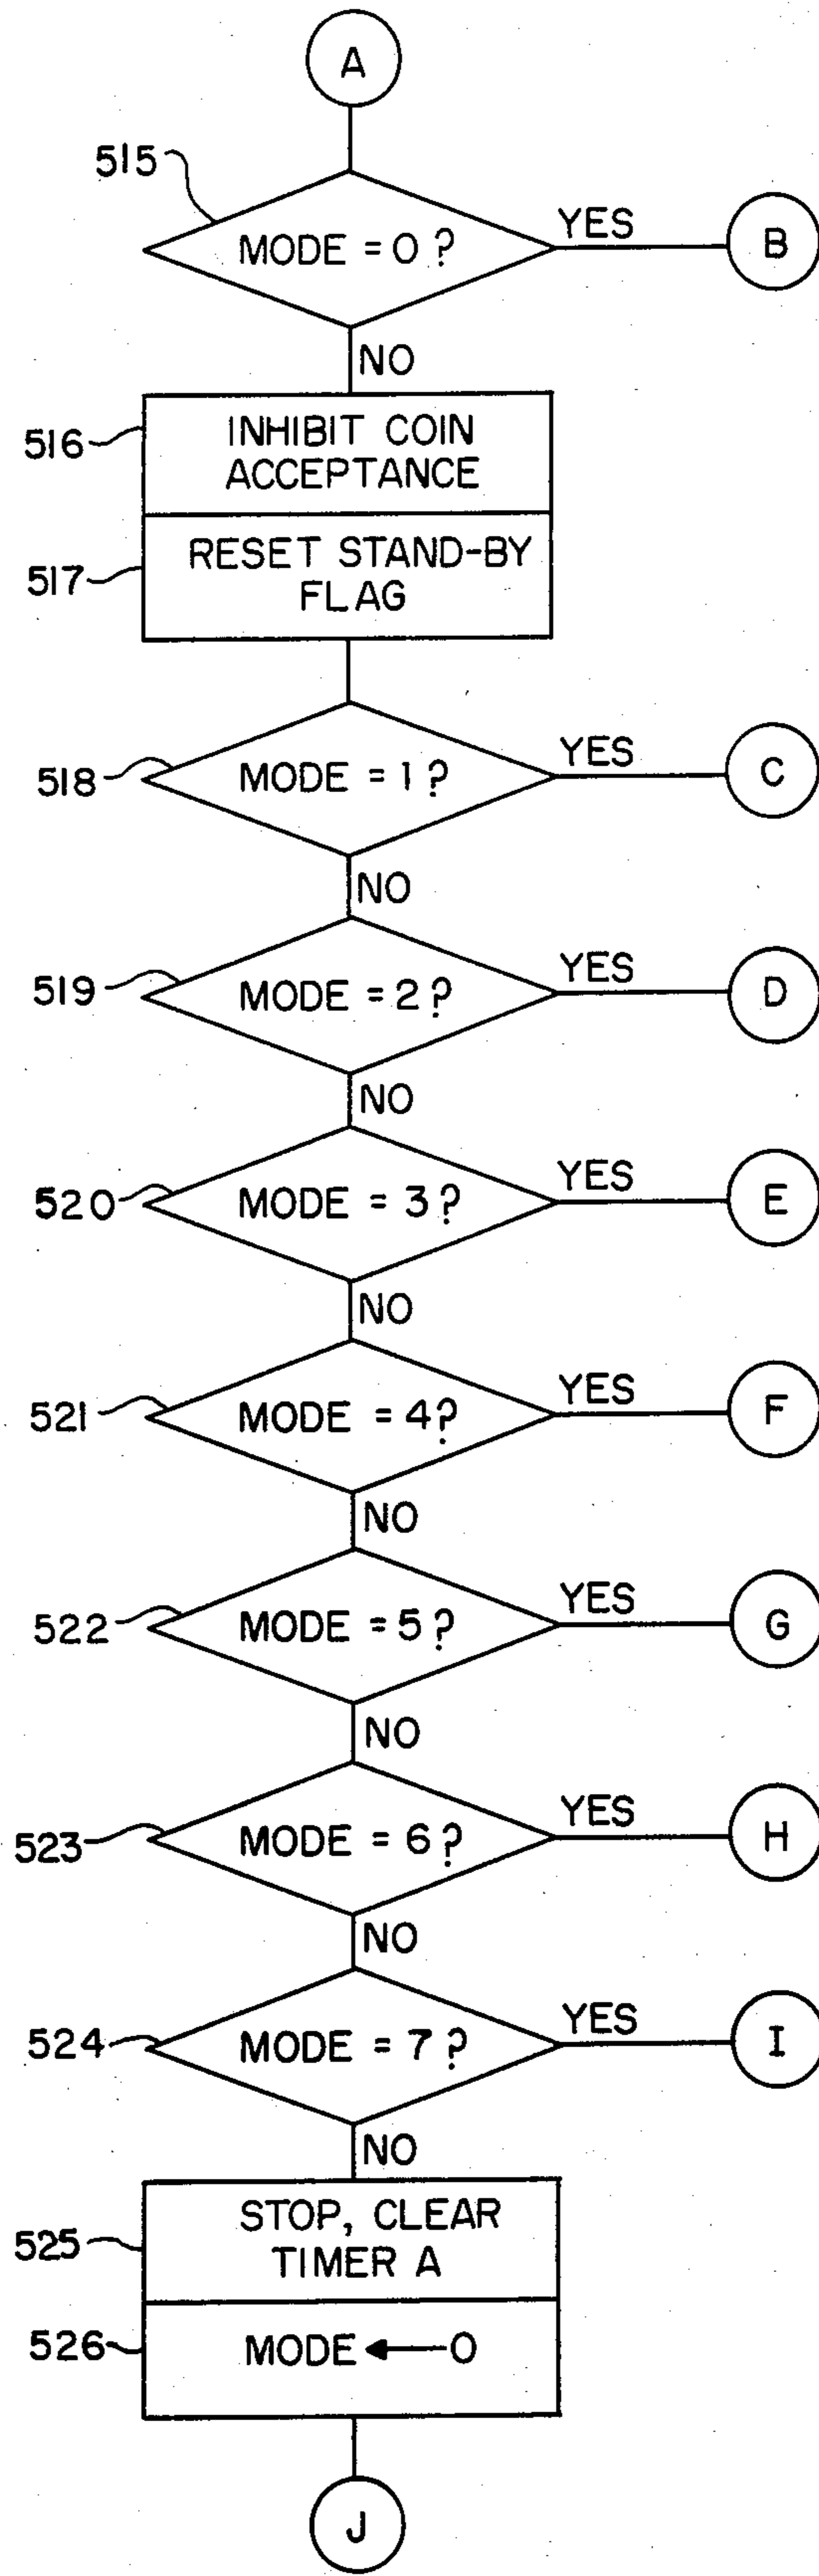 A
515
MODE = 0 ?
YES
B
NO
516
INHIBIT COIN
ACCEPTANCE
517
RESET STAND-BY
FLAG
518
MODE = 1 ?
YES
C
NO
519
MODE = 2 ?
YES
D
NO
520
MODE = 3 ?
YES
E
NO
521
MODE = 4 ?
YES
F
NO
522
MODE = 5 ?
YES
G
NO
523
MODE = 6 ?
YES
H
NO
524
MODE = 7 ?
YES
I
NO
525
STOP, CLEAR
TIMER A
526
MODE ← 0
J